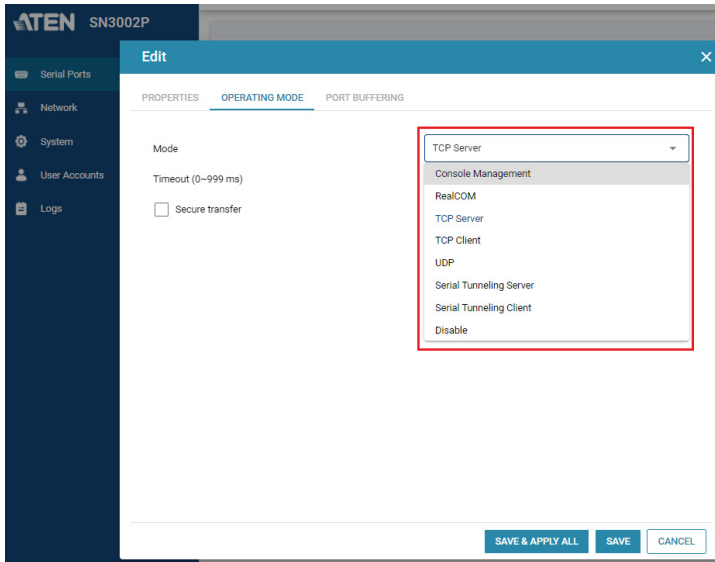 ATEN SN3002P
Edit
Serial Ports
Network
System
User Accounts
Logs
PROPERTIES OPERATING MODE PORT BUFFERING
Mode
TCP Server
Timeout (0~999 ms)
Secure transfer
Console Management
RealCOM
TCP Server
TCP Client
UDP
Serial Tunneling Server
Serial Tunneling Client
Disable
SAVE & APPLY ALL SAVE CANCEL